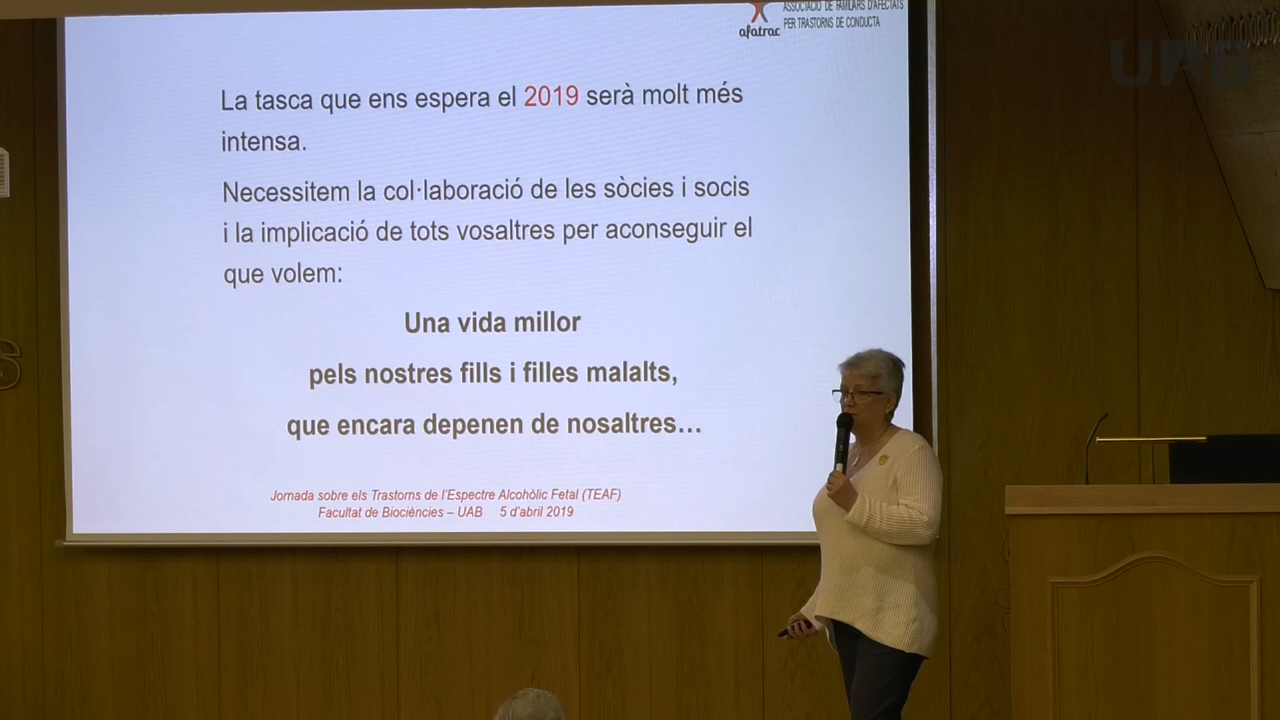 ASSOCIACIÓ DE FAMILIARS D'AFECTATS
PER TRASTORNS DE CONDUCTA
afatrac
UAB
La tasca que ens espera el 2019 serà molt més
intensa.
Necessitem la col·laboració de les sòcies i socis
i la implicació de tots vosaltres per aconseguir el
que volem:
Una vida millor
pels nostres fills i filles malalts,
que encara depenen de nosaltres…
Jornada sobre els Trastorns de l'Espectre Alcohòlic Fetal (TEAF)
Facultat de Biociències – UAB 5 d'abril 2019